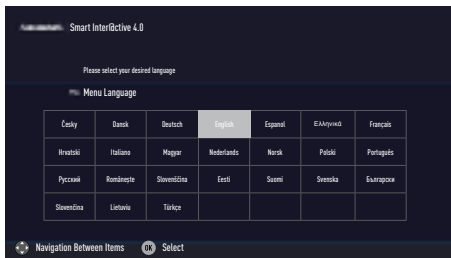 Smart Inter@ctive 4.0
Please select your desired language
Menu Language
Česky Dansk Deutsch English Espanol Ελληνικά Français
Hrvatski Italiano Magyar Nederlands Norsk Polski Português
Русский Românește Slovenščina Eesti Suomi Svenska Български
Slovenčina Lietuviu Türkçe
Navigation Between Items OK Select